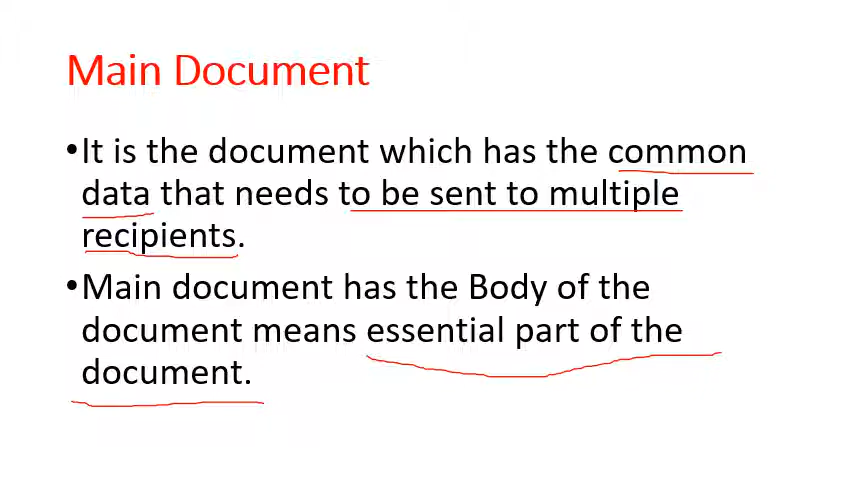 Main Document
•It is the document which has the common
data that needs to be sent to multiple
recipients.
•Main document has the Body of the
document means essential part of the
document.